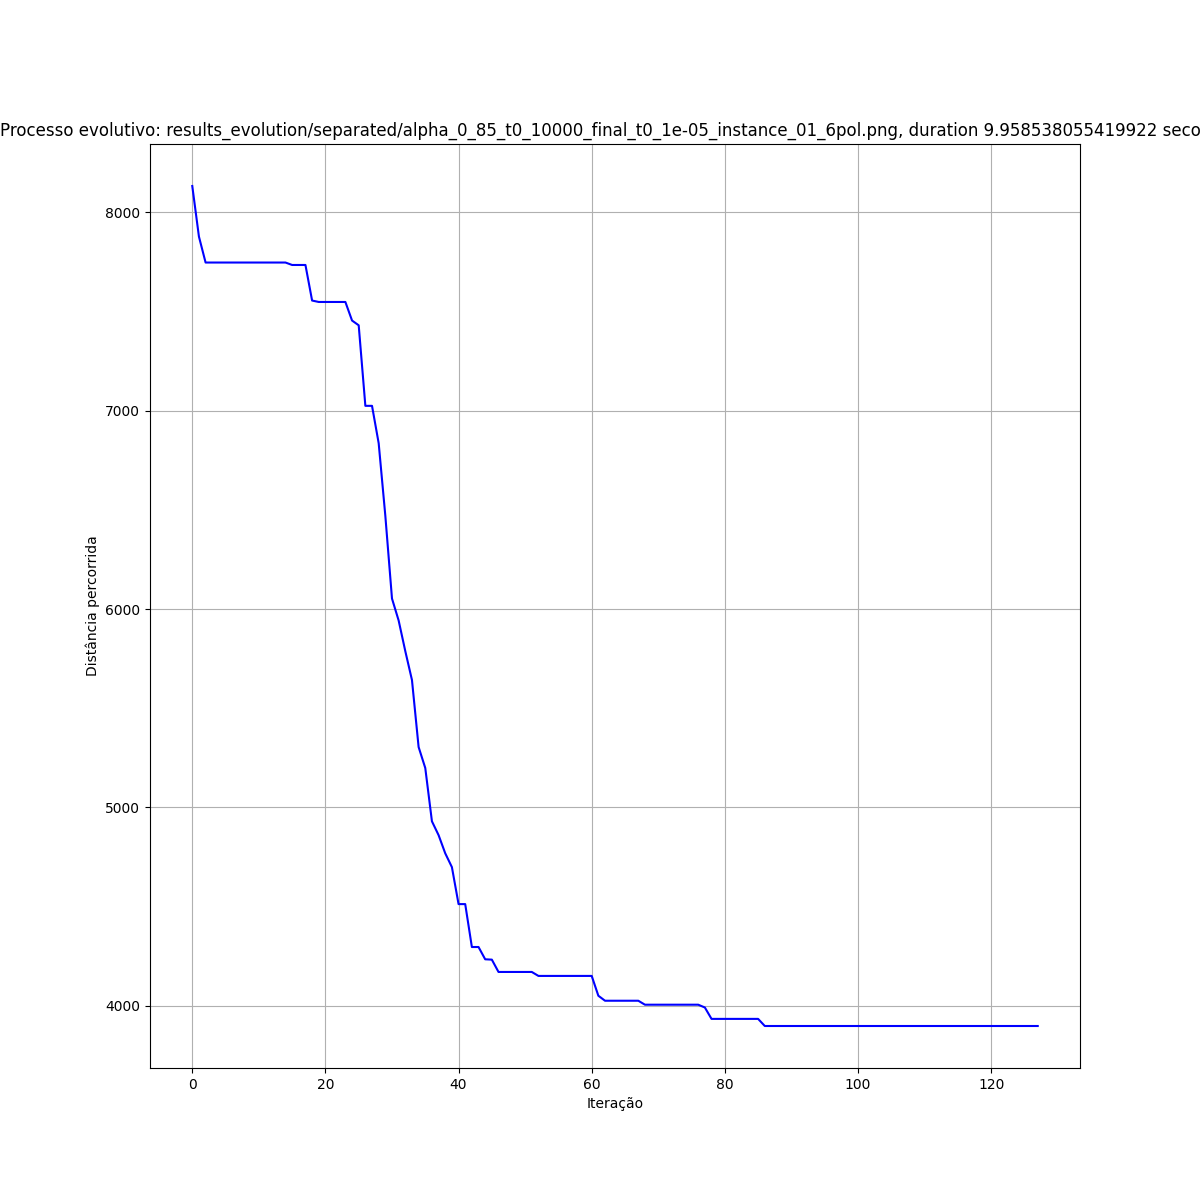 Processo evolutivo: results_evolution/separated/alpha_0_85_t0_10000_final_t0_1e-05_instance_01_6pol.png, duration 9.958538055419922 seco
8000
7000
6000
5000
4000
Distância percorrida
0 20 40 60 80 100 120
Iteração